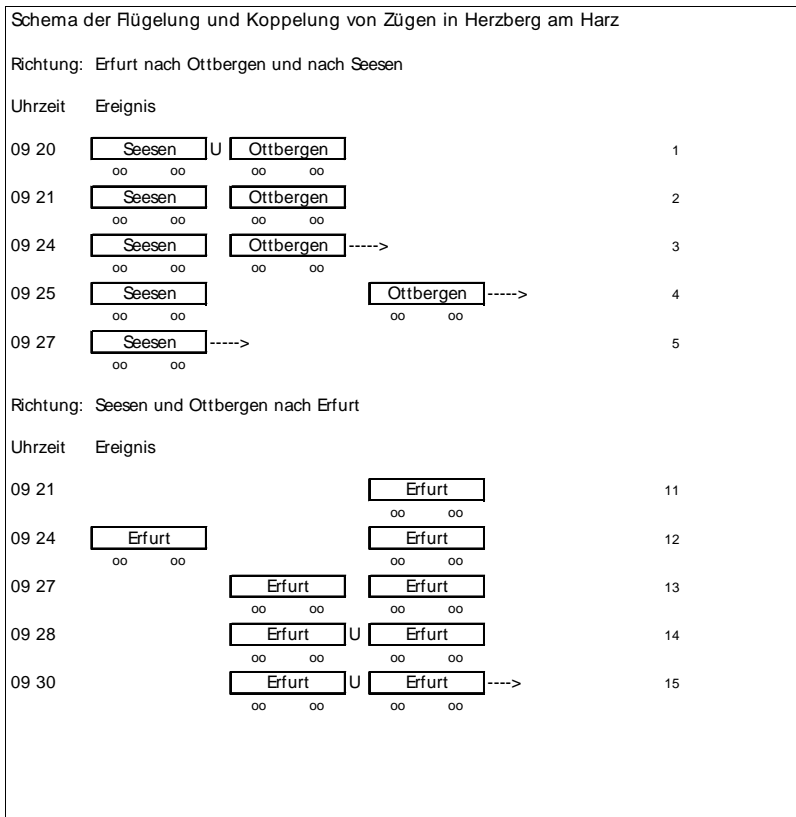 Schema der Flügelung und Koppelung von Zügen in Herzberg am Harz
Richtung: Erfurt nach Ottbergen und nach Seesen
Uhrzeit Ereignis
09 20 Seesen U Ottbergen 1
oo oo oo oo
09 21 Seesen Ottbergen 2
oo oo oo oo
09 24 Seesen Ottbergen -----> 3
oo oo oo oo
09 25 Seesen Ottbergen -----> 4
oo oo oo oo
09 27 Seesen -----> 5
oo oo
Richtung: Seesen und Ottbergen nach Erfurt
Uhrzeit Ereignis
09 21 Erfurt 11
oo oo
09 24 Erfurt Erfurt 12
oo oo oo oo
09 27 Erfurt Erfurt 13
oo oo oo oo
09 28 Erfurt U Erfurt 14
oo oo oo oo
09 30 Erfurt U Erfurt ----> 15
oo oo oo oo